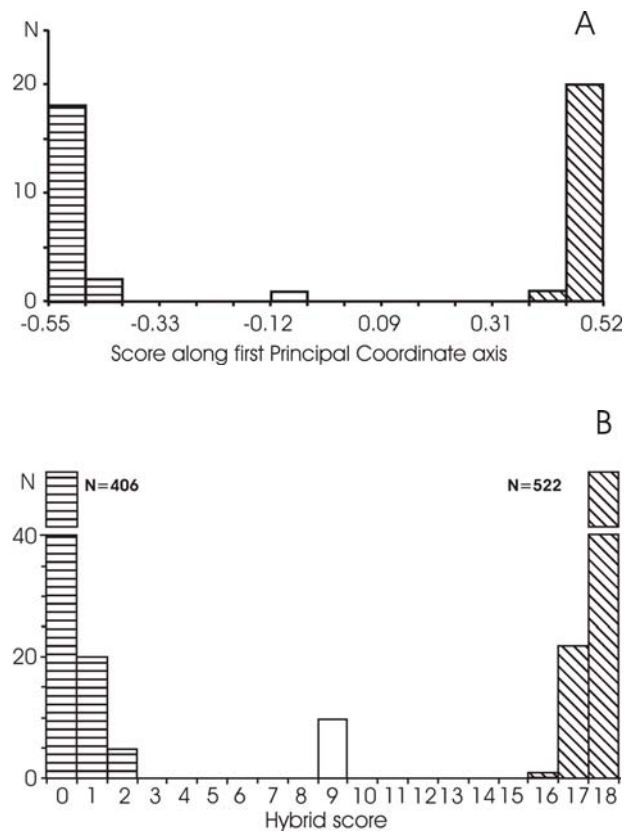 N
A
20
10
0
-0.55 -0.33 -0.12 0.09 0.31 0.52
Score along first Principal Coordinate axis
B
N
N=406 N=522
40
20
0
0 1 2 3 4 5 6 7 8 9 10 11 12 13 14 15 16 17 18
Hybrid score